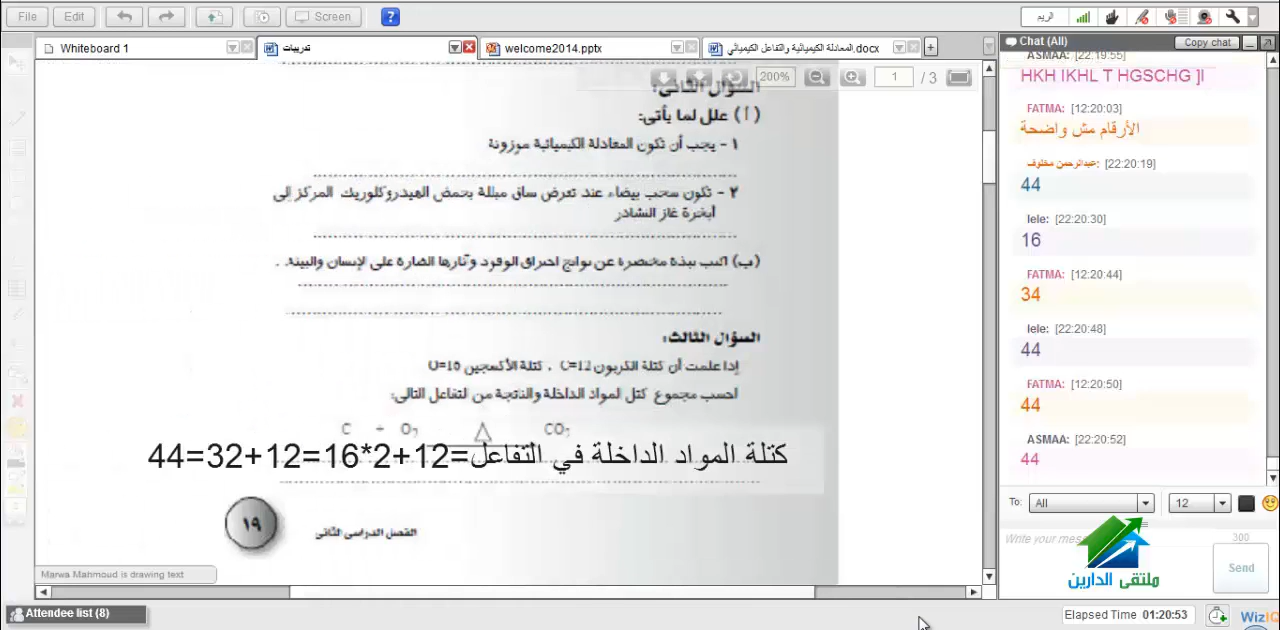 File Edit Screen ? الريم
Whiteboard 1 تدريبات welcome2014.pptx المعادلة الكيميائية والتفاعل الكيميائي.docx
200% 1 / 3
السؤال الثانى:
( أ ) علل لما يأتى:
١ - يجب أن تكون المعادلة الكيميائية موزونة
٢ - تكون سحب بيضاء عند تعرض ساق مبللة بحمض الهيدروكلوريك المركز إلى
أبخرة غاز النشادر
(ب) اكتب نبذة مختصرة عن نواتج احتراق الوقود وآثارها الضارة على الإنسان والبيئة .
السؤال الثالث:
إذا علمت أن كتلة الكربون C=12 ، كتلة الأكسجين O=16
احسب مجموع كتل المواد الداخلة والناتجة من التفاعل التالى:
C + O₂ △ CO₂
كتلة المواد الداخلة في التفاعل=12+2*16=12+32=44
١٩
الفصل الدراسى الثانى
Marwa Mahmoud is drawing text
Attendee list (8)
Chat (All) Copy chat
ASMAA: [22:19:55]
HKH IKHL T HGSCHG ]I
FATMA: [12:20:03]
الأرقام مش واضحة
عبدالرحمن مخلوف: [22:20:19]
44
lele: [22:20:30]
16
FATMA: [12:20:44]
34
lele: [22:20:48]
44
FATMA: [12:20:50]
44
ASMAA: [22:20:52]
44
To: All 12
Write your mess 300
Send
ملتقى الدارين
Elapsed Time 01:20:53
WizIQ